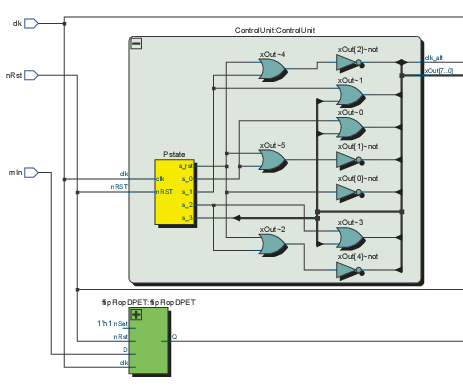 ControlUnit:ControlUnit
clk
xOut~4
xOut[2]~not
clk_alt
xOut[7..0]
nRst
xOut~1
xOut~0
Pstate
xOut~5
xOut[1]~not
s_rst
clk
clk
s_0
mIn
nRST
nRST
s_1
xOut[0]~not
s_2
s_3
xOut~2
xOut~3
xOut[4]~not
flipFlopDPET:flipFlopDPET
1'h1
nSet
nRst
Q
D
clk